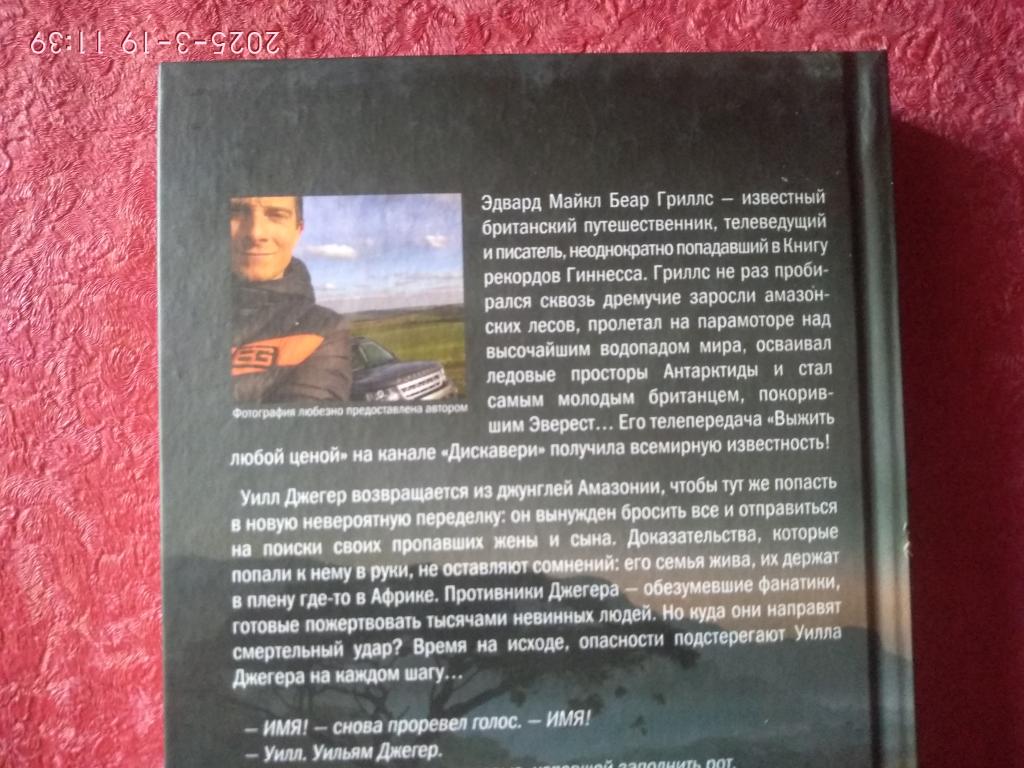 2025-3-19 11:39
Эдвард Майкл Беар Гриллс – известный
британский путешественник, телеведущий
и писатель, неоднократно попадавший в Книгу
рекордов Гиннесса. Гриллс не раз проби-
рался сквозь дремучие заросли амазон-
ских лесов, пролетал на парамоторе над
высочайшим водопадом мира, осваивал
ледовые просторы Антарктиды и стал
самым молодым британцем, покорив-
шим Эверест... Его телепередача «Выжить
любой ценой» на канале «Дискавери» получила всемирную известность!
Фотография любезно предоставлена автором
Уилл Джегер возвращается из джунглей Амазонии, чтобы тут же попасть
в новую невероятную переделку: он вынужден бросить все и отправиться
на поиски своих пропавших жены и сына. Доказательства, которые
попали к нему в руки, не оставляют сомнений: его семья жива, их держат
в плену где-то в Африке. Противники Джегера – обезумевшие фанатики,
готовые пожертвовать тысячами невинных людей. Но куда они направят
смертельный удар? Время на исходе, опасности подстерегают Уилла
Джегера на каждом шагу...
– ИМЯ! – снова проревел голос. – ИМЯ!
– Уилл. Уильям Джегер.
заполнить рот.